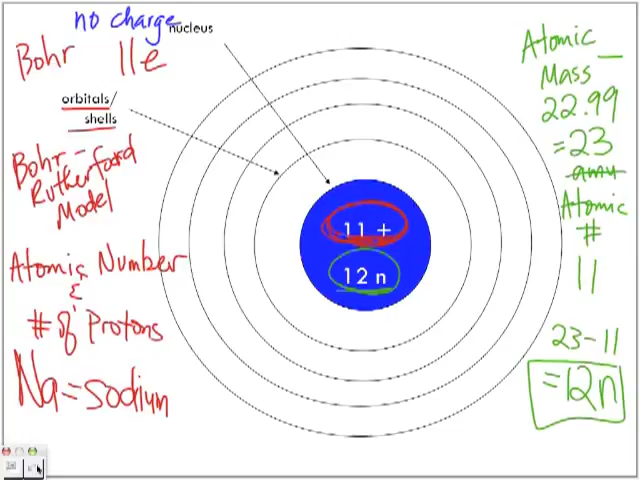 no charge
nucleus
Bohr 11e
orbitals/
shells
Bohr -
Rutherford
Model
Atomic Number
&
# of Protons
Na = sodium
11 +
12 n
Atomic
Mass
22.99
= 23
amu
Atomic
#
11
23 - 11
= 12n